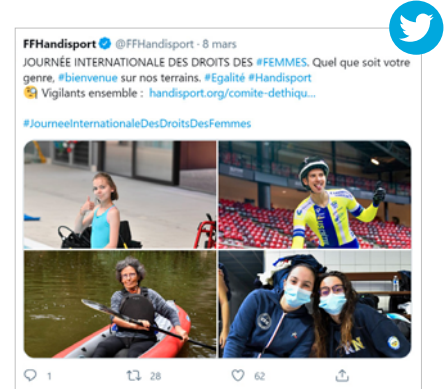 FFHandisport @FFHandisport · 8 mars
JOURNÉE INTERNATIONALE DES DROITS DES #FEMMES. Quel que soit votre
genre, #bienvenue sur nos terrains. #Egalité #Handisport
Vigilants ensemble : handisport.org/comite-dethiqu...
#JourneeInternationaleDesDroitsDesFemmes
1 28 62